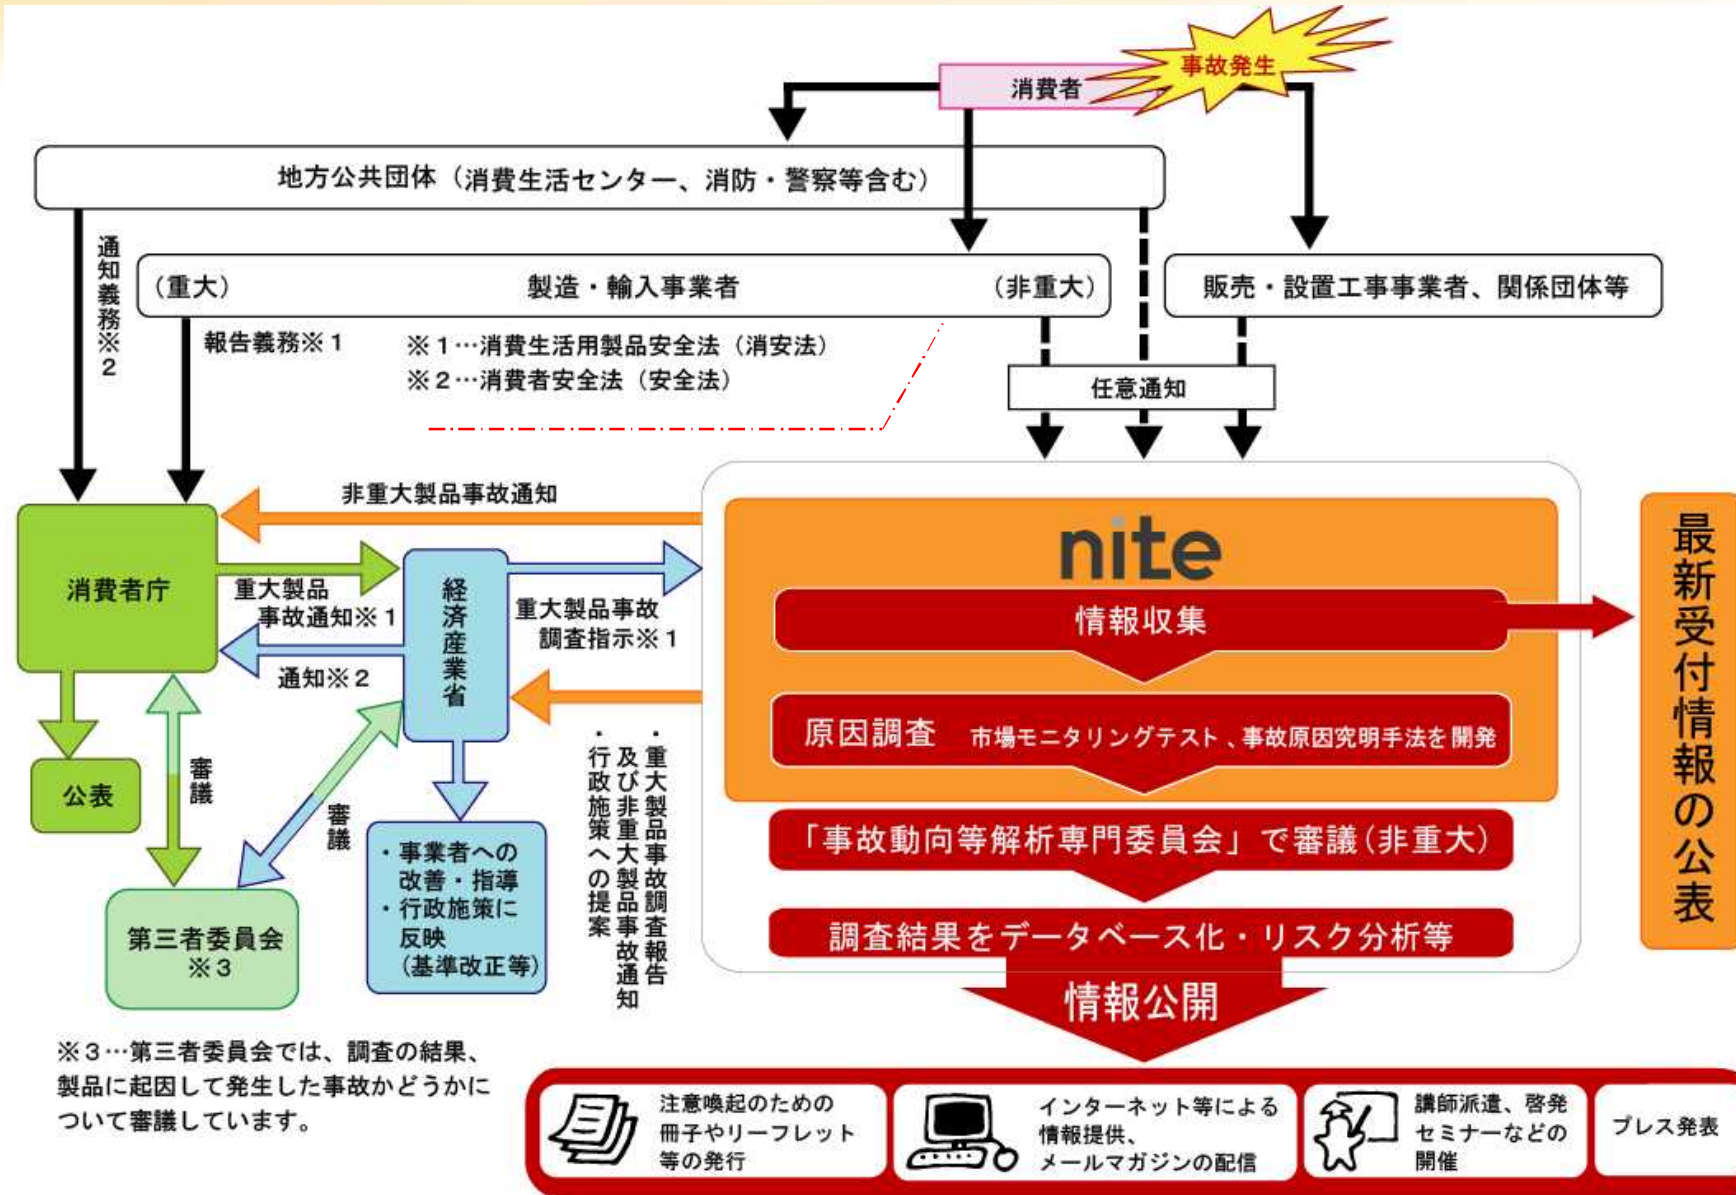 事故発生
消費者
地方公共団体（消費生活センター、消防・警察等含む）
通知義務※2
（重大）
製造・輸入事業者
（非重大）
販売・設置工事事業者、関係団体等
報告義務※１
※１…消費生活用製品安全法（消安法）
※２…消費者安全法（安全法）
任意通知
非重大製品事故通知
消費者庁
重大製品
事故通知※１
通知※２
経済産業省
重大製品事故
調査指示※１
nite
情報収集
原因調査　市場モニタリングテスト、事故原因究明手法を開発
「事故動向等解析専門委員会」で審議(非重大)
調査結果をデータベース化・リスク分析等
情報公開
最新受付情報の公表
公表
審議
審議
・重大製品事故調査報告
及び非重大製品事故通知
・行政施策への提案
・事業者への
改善・指導
・行政施策に
反映
（基準改正等）
第三者委員会
※３
※３…第三者委員会では、調査の結果、
製品に起因して発生した事故かどうかに
ついて審議しています。
注意喚起のための
冊子やリーフレット
等の発行
インターネット等による
情報提供、
メールマガジンの配信
講師派遣、啓発
セミナーなどの
開催
プレス発表